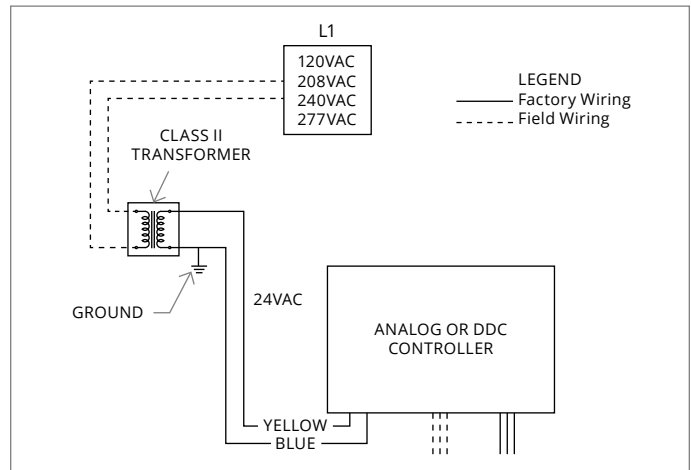 L1
120VAC
208VAC
240VAC
277VAC
LEGEND
Factory Wiring
Field Wiring
CLASS II
TRANSFORMER
GROUND
24VAC
ANALOG OR DDC
CONTROLLER
YELLOW
BLUE